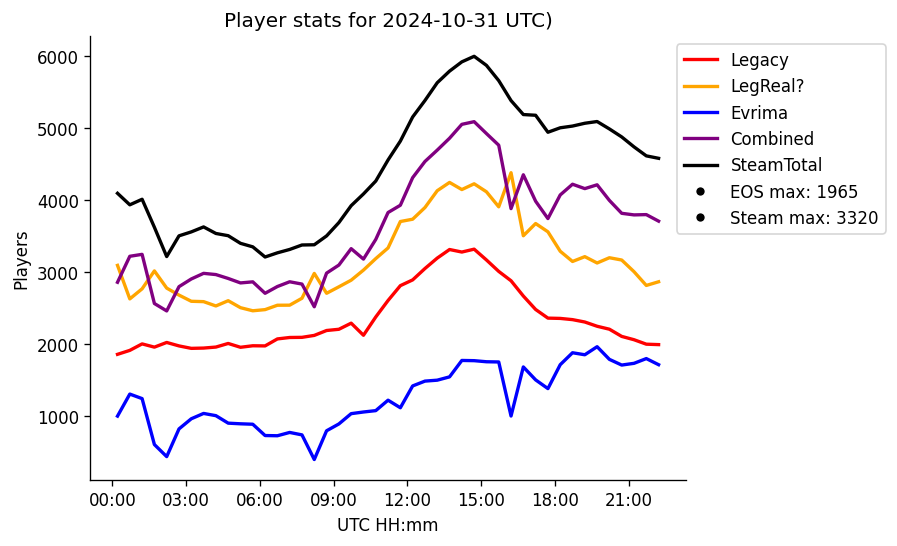 Player stats for 2024-10-31 UTC)
Players
6000
5000
4000
3000
2000
1000
00:00 03:00 06:00 09:00 12:00 15:00 18:00 21:00
UTC HH:mm
Legacy
LegReal?
Evrima
Combined
SteamTotal
EOS max: 1965
Steam max: 3320